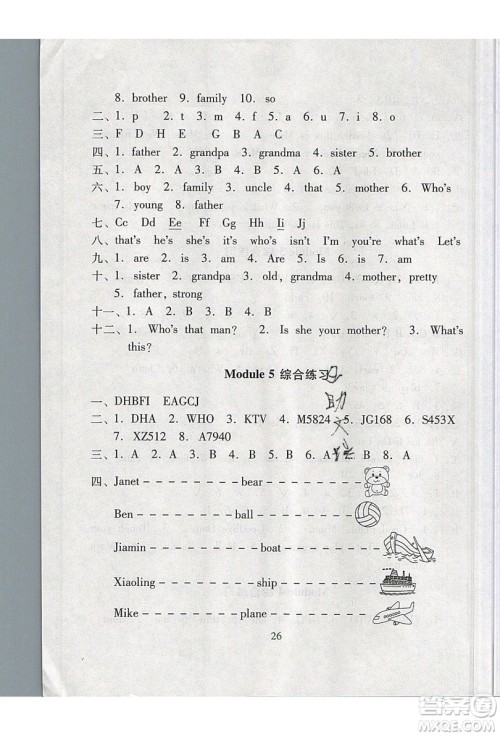 8. brother 9. family 10. so
二、1. p 2. t 3. m 4. f 5. a 6. u 7. i 8. o
三、F D H E G B A C
四、1. father 2. grandpa 3. grandma 4. sister 5. brother
五、1. A 2. A 3. B 4. B 5. A 6. A
六、1. boy 2. family 3. uncle 4. that 5. mother 6. Who's
7. young 8. father
七、Cc Dd Ee Ff Gg Hh Ii Jj
八、that's he's she's it's who's isn't I'm you're what's Let's
九、1. are 2. is 3. am 4. are 5. is 6. is 7. am
十、1. sister 2. grandpa 3. old, grandma 4. mother, pretty
5. father, strong
十一、1. A 2. A 3. B 4. B 5. B
十二、1. Who's that man? 2. Is she your mother? 3. What's
this?
Module 5 综合练习
一、DHBFI EAGCJ
二、1. DHA 2. WHO 3. KTV 4. M5824 5. JG168 6. S453X
7. XZ512 8. A7940
三、1. A 2. B 3. A 4. B 5. B 6. A B 8. A
四、Janet bear
Ben ball
Jiamin boat
Xiaoling ship
Mike plane
26